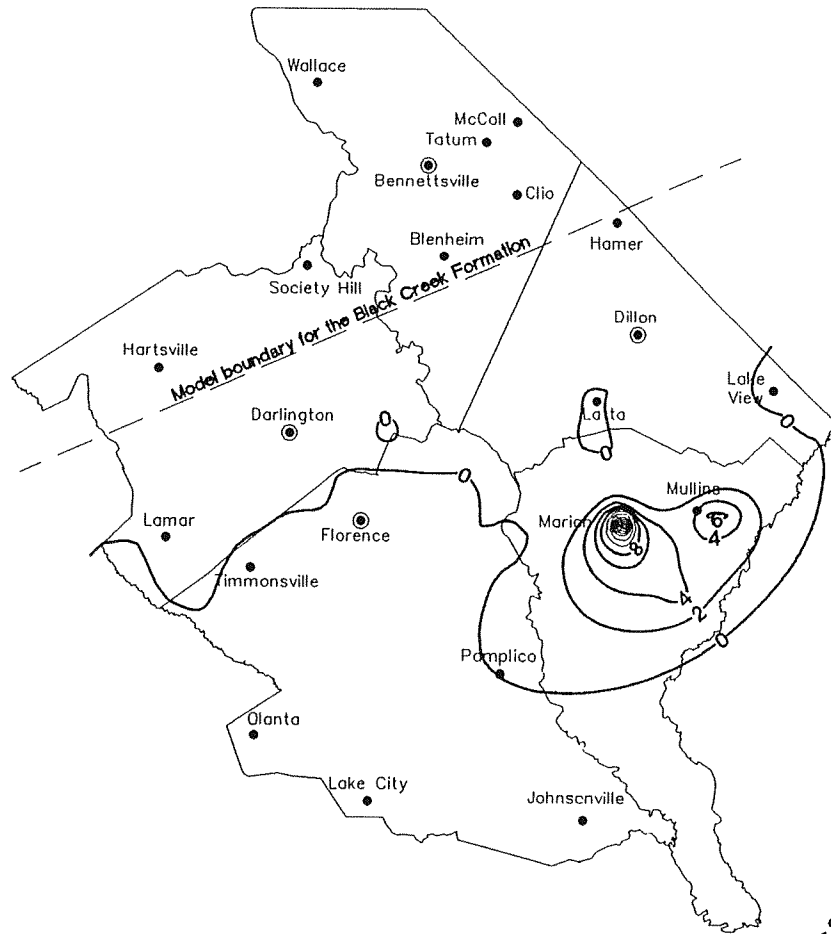 Wallace
McColl
Tatum
Bennettsville
Clio
Hamer
Blenheim
Society Hill
Model boundary for the Black Creek Formation
Dillon
Hartsville
Lake
View
Latta
0
Darlington
0
0
0
0
Mullins
Lamar
Florence
Marion
6
4
8
Timmonsville
4
2
0
Pamplico
Olanta
Lake City
Johnsonville